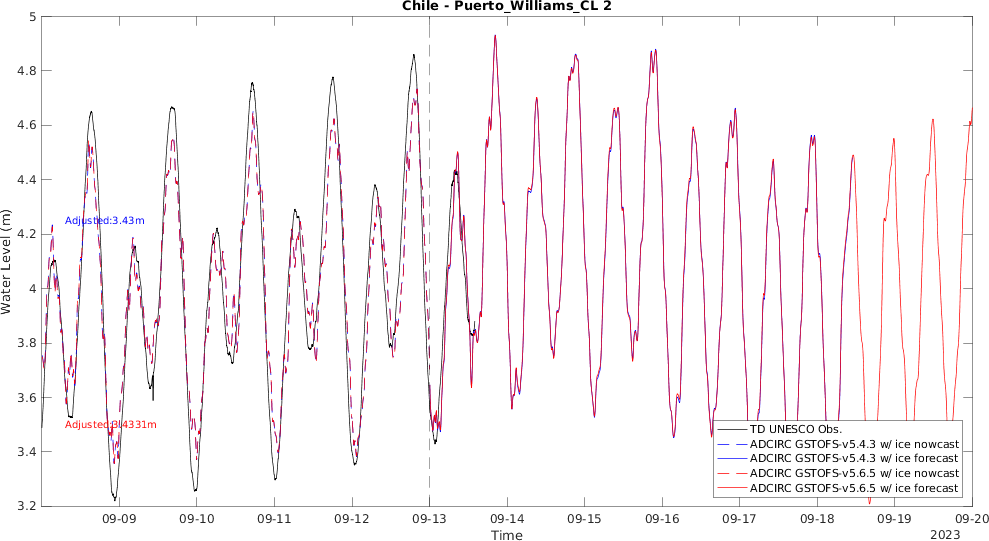 Chile - Puerto_Williams_CL 2
5
4.8
4.6
4.4
4.2
4
3.8
3.6
3.4
3.2
Water Level (m)
Adjusted:3.43m
Adjusted:3.4331m
TD UNESCO Obs.
ADCIRC GSTOFS-v5.4.3 w/ ice nowcast
ADCIRC GSTOFS-v5.4.3 w/ ice forecast
ADCIRC GSTOFS-v5.6.5 w/ ice nowcast
ADCIRC GSTOFS-v5.6.5 w/ ice forecast
09-09 09-10 09-11 09-12 09-13 09-14 09-15 09-16 09-17 09-18 09-19 09-20
Time
2023